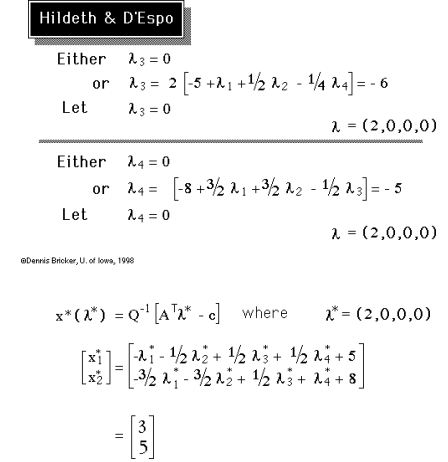 Hildeth & D'Espo
Either λ₃ = 0
or λ₃ = 2 [-5 + λ₁ + 1/2 λ₂ - 1/4 λ₄] = - 6
Let λ₃ = 0
λ = (2,0,0,0)
Either λ₄ = 0
or λ₄ = [-8 + 3/2 λ₁ + 3/2 λ₂ - 1/2 λ₃] = - 5
Let λ₄ = 0
λ = (2,0,0,0)
©Dennis Bricker, U. of Iowa, 1998
x*(λ*) = Q⁻¹ [Aᵀλ* - c] where λ* = (2,0,0,0)
[x₁*] = [-λ₁* - 1/2 λ₂* + 1/2 λ₃* + 1/2 λ₄* + 5]
[x₂*] [-3/2 λ₁* - 3/2 λ₂* + 1/2 λ₃* + λ₄* + 8]
= [3]
[5]